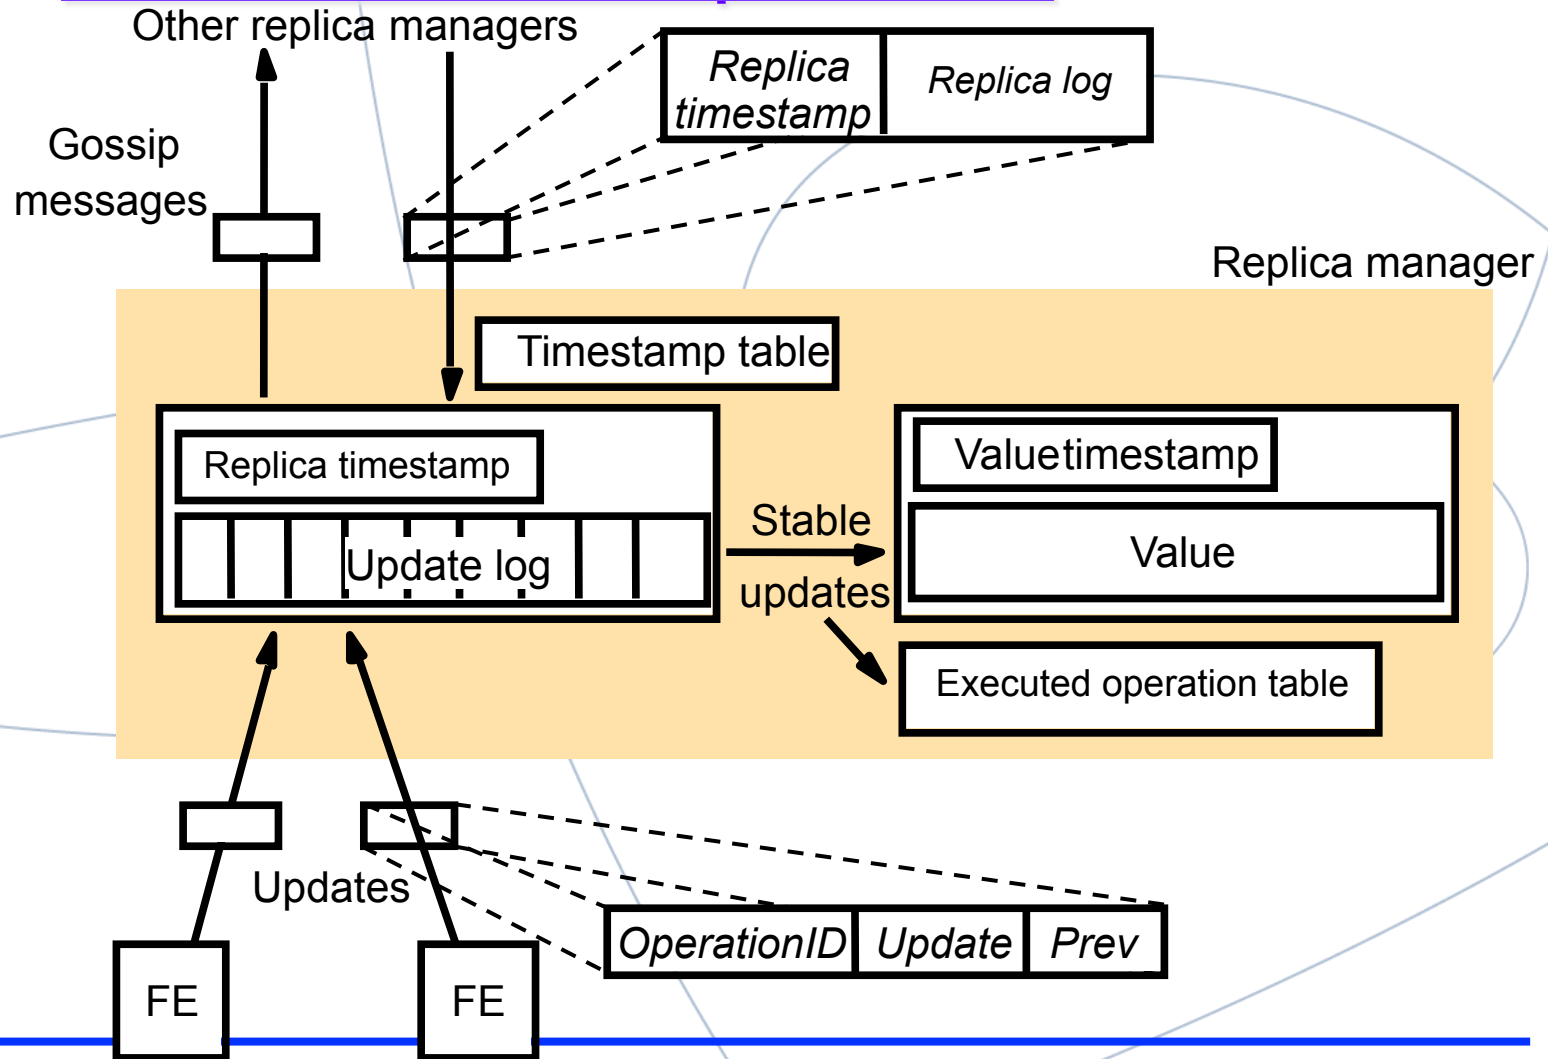 Other replica managers
Replica
timestamp
Replica log
Gossip
messages
Replica manager
Timestamp table
Replica timestamp
Valuetimestamp
Stable
Update log
Value
updates
Executed operation table
Updates
OperationID Update Prev
FE
FE